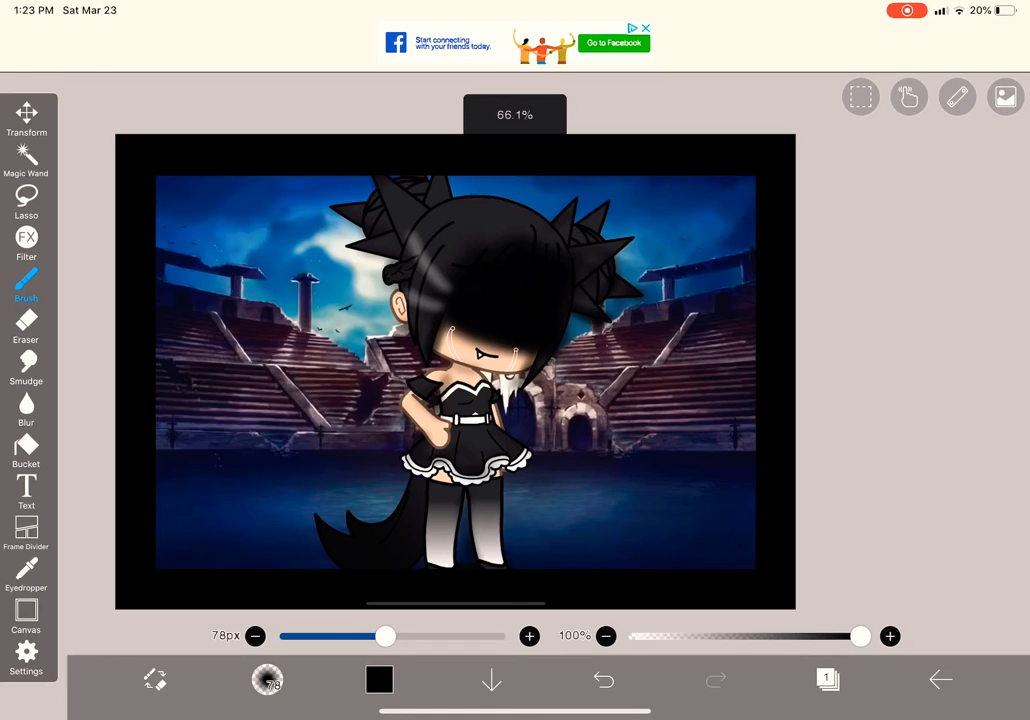 1:23 PM Sat Mar 23
20%
Start connecting
with your friends today.
Go to Facebook
66.1%
Transform
Magic Wand
Lasso
FX
Filter
Brush
Eraser
Smudge
Blur
Bucket
T
Text
Frame Divider
Eyedropper
Canvas
Settings
78px
100%
78
1